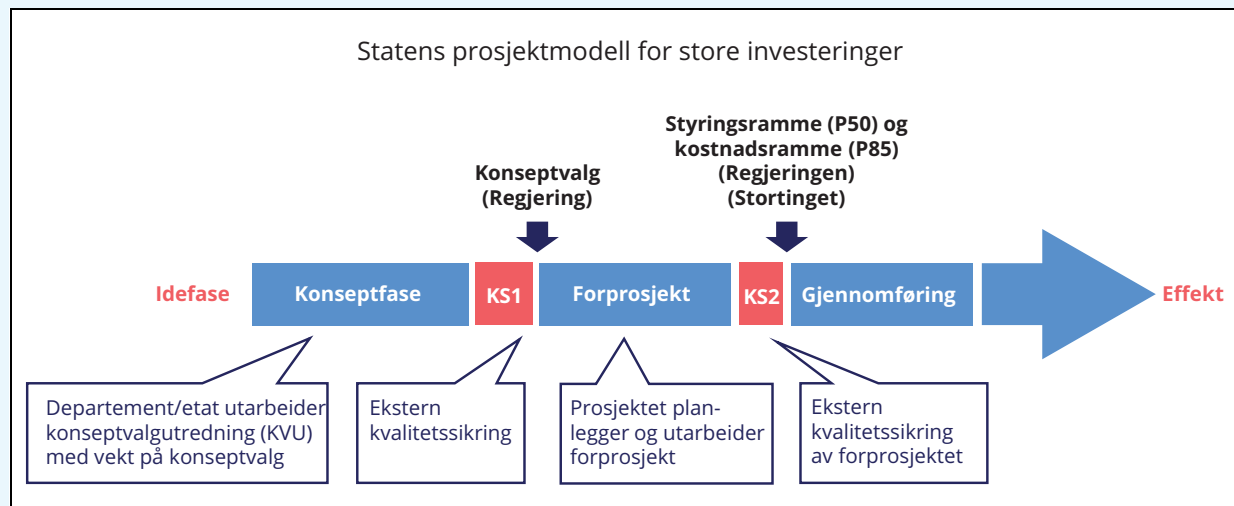 Statens prosjektmodell for store investeringer
Styringsramme (P50) og
kostnadsramme (P85)
(Regjeringen)
(Stortinget)
Konseptvalg
(Regjering)
Idefase
Konseptfase
KS1
Forprosjekt
KS2
Gjennomføring
Effekt
Departement/etat utarbeider
konseptvalgutredning (KVU)
med vekt på konseptvalg
Ekstern
kvalitetssikring
Prosjektet plan-
legger og utarbeider
forprosjekt
Ekstern
kvalitetssikring
av forprosjektet